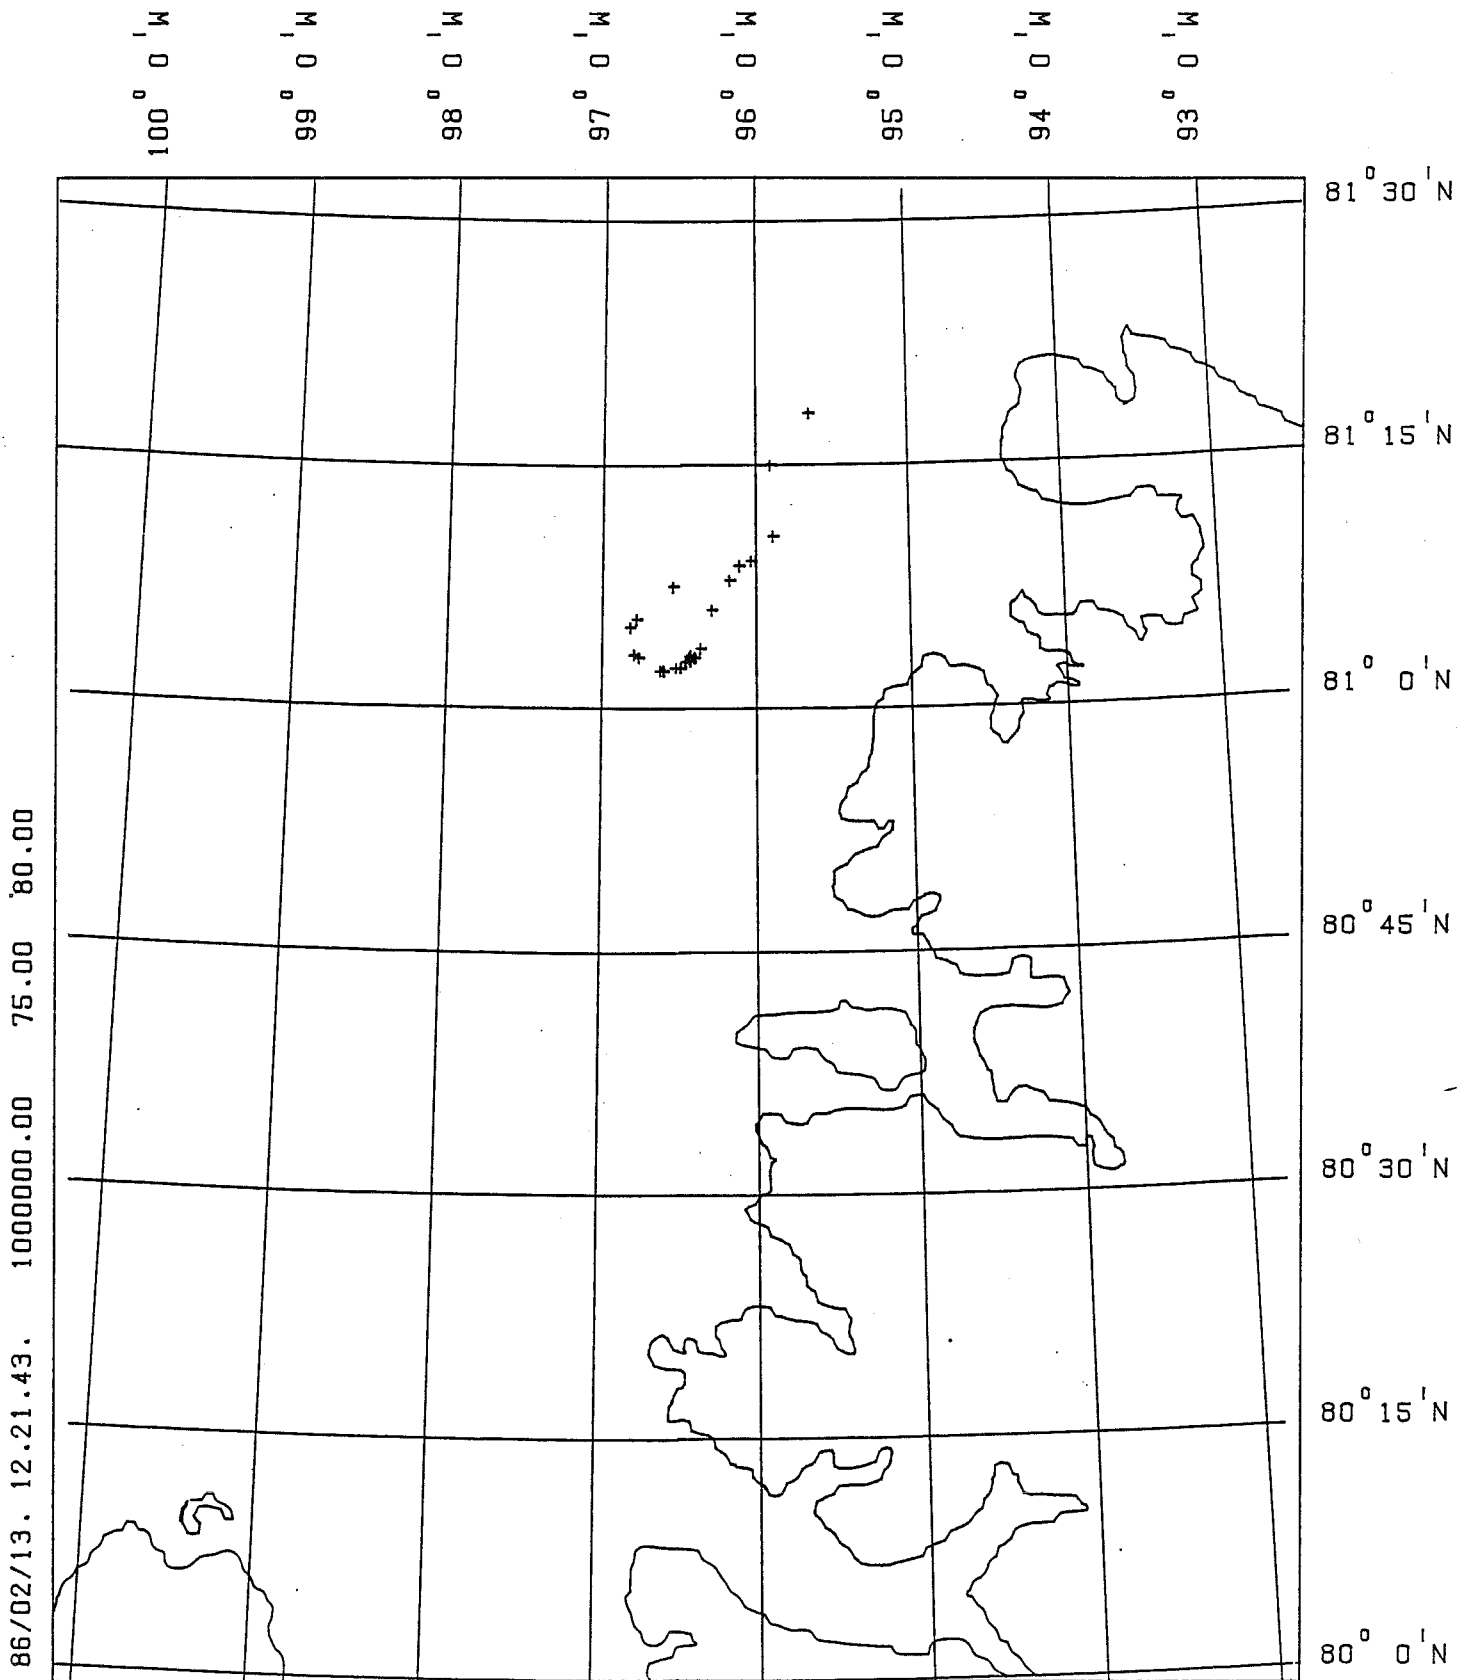 100° 0'W
99° 0'W
98° 0'W
97° 0'W
96° 0'W
95° 0'W
94° 0'W
93° 0'W
81° 30'N
81° 15'N
81° 0'N
80° 45'N
80° 30'N
80° 15'N
80° 0'N
86/02/13. 12.21.43. 1000000.00 75.00 80.00